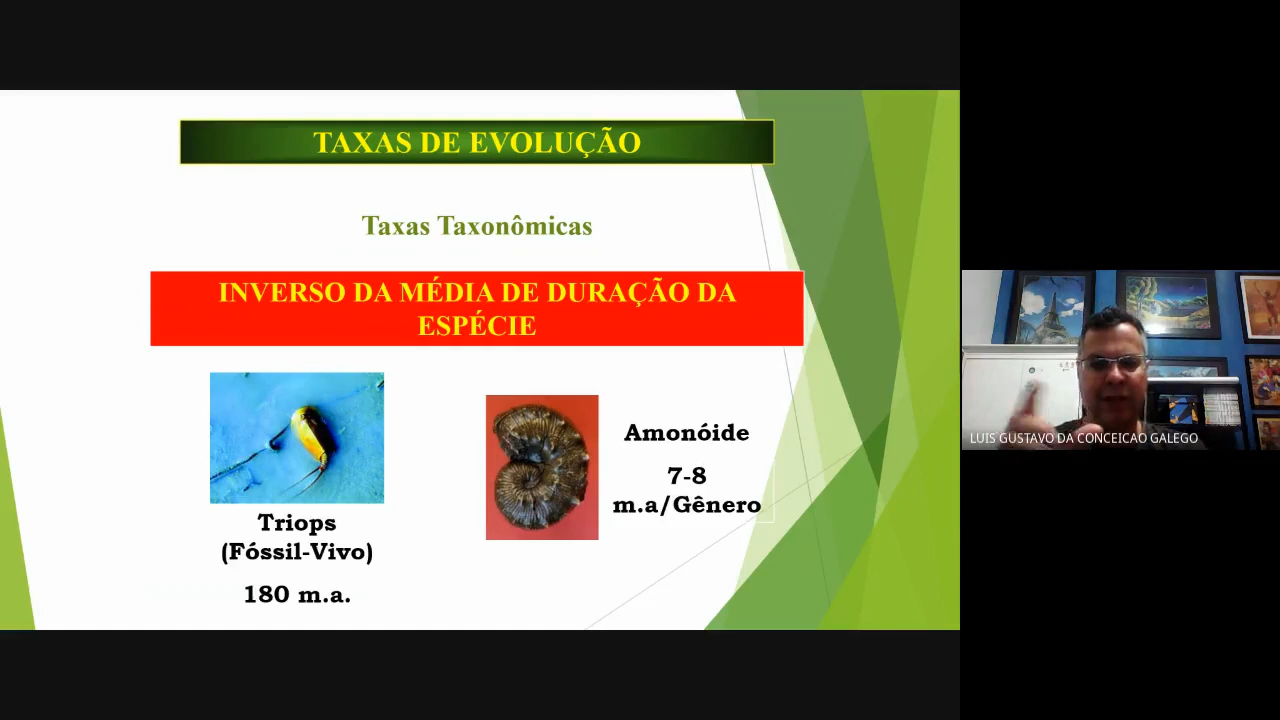 TAXAS DE EVOLUÇÃO
Taxas Taxonômicas
INVERSO DA MÉDIA DE DURAÇÃO DA
ESPÉCIE
Triops
(Fóssil-Vivo)
180 m.a.
Amonóide
7-8
m.a/Gênero
LUIS GUSTAVO DA CONCEICAO GALEGO